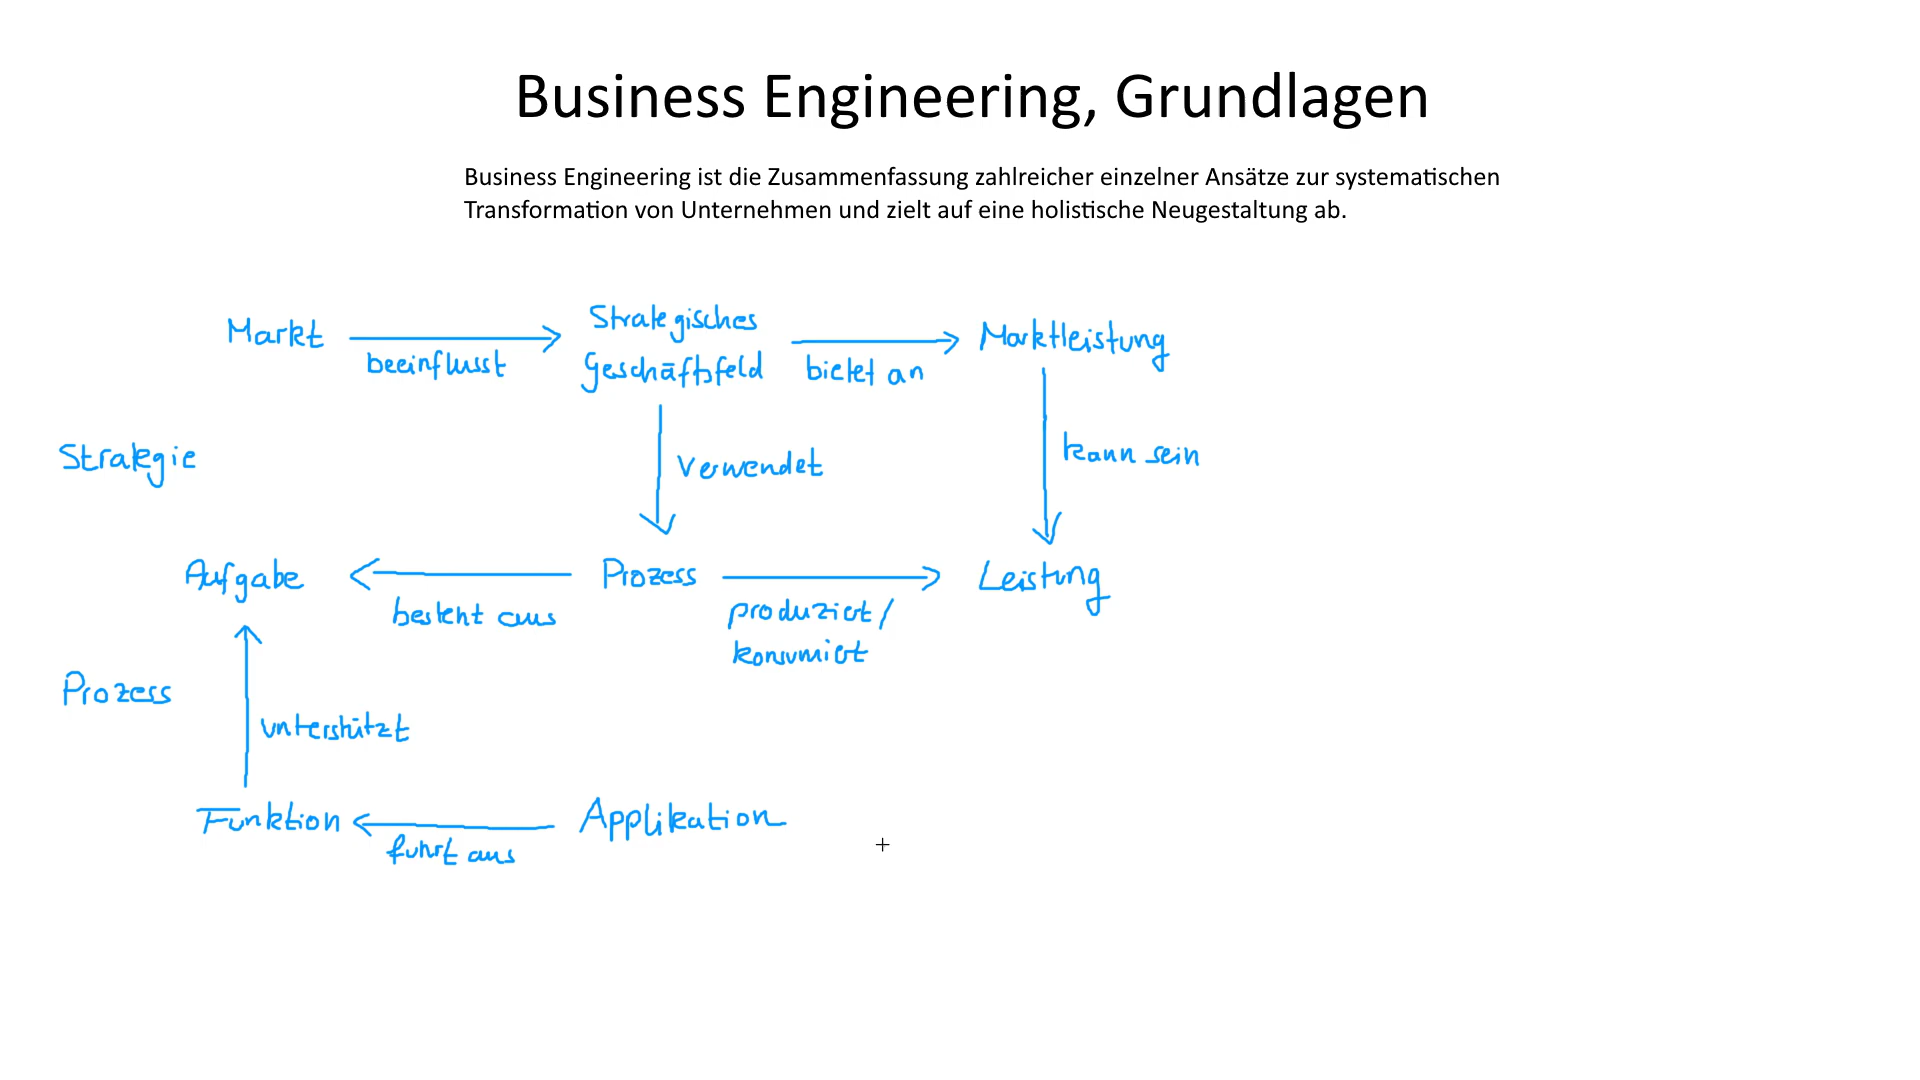 Business Engineering, Grundlagen
Business Engineering ist die Zusammenfassung zahlreicher einzelner Ansätze zur systematischen
Transformation von Unternehmen und zielt auf eine holistische Neugestaltung ab.
Markt
beeinflusst
Strategisches
Geschäftsfeld
bietet an
Marktleistung
Strategie
verwendet
kann sein
Aufgabe
besteht aus
Prozess
produziert/
konsumiert
Leistung
Prozess
unterstützt
Funktion
führt aus
Applikation